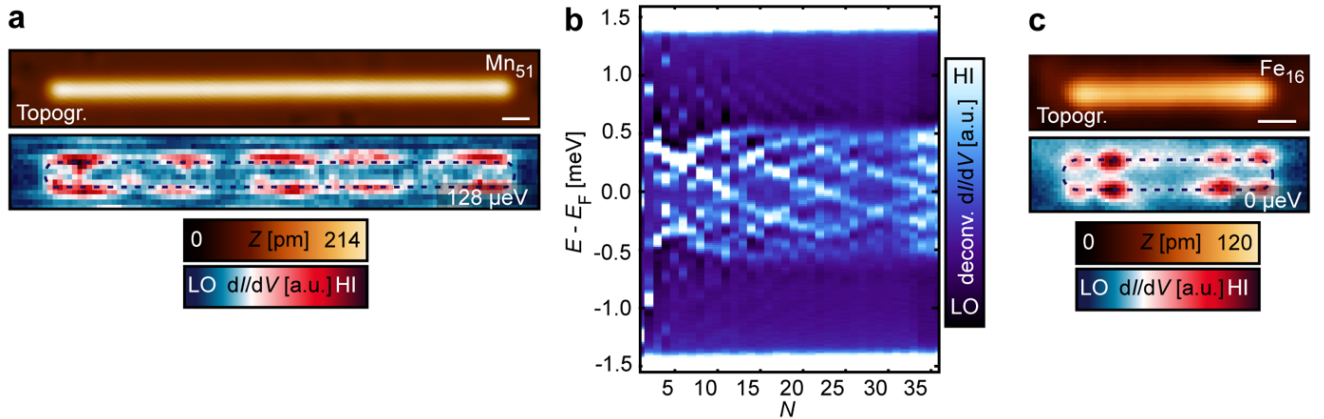 a
Mn51
Topogr.
128 µeV
0 Z [pm] 214
LO dI/dV [a.u.] HI
b
1.5
1.0
0.5
0.0
-0.5
-1.0
-1.5
E - EF [meV]
5 10 15 20 25 30 35
N
HI
deconv. dI/dV [a.u.]
LO
c
Fe16
Topogr.
0 µeV
0 Z [pm] 120
LO dI/dV [a.u.] HI